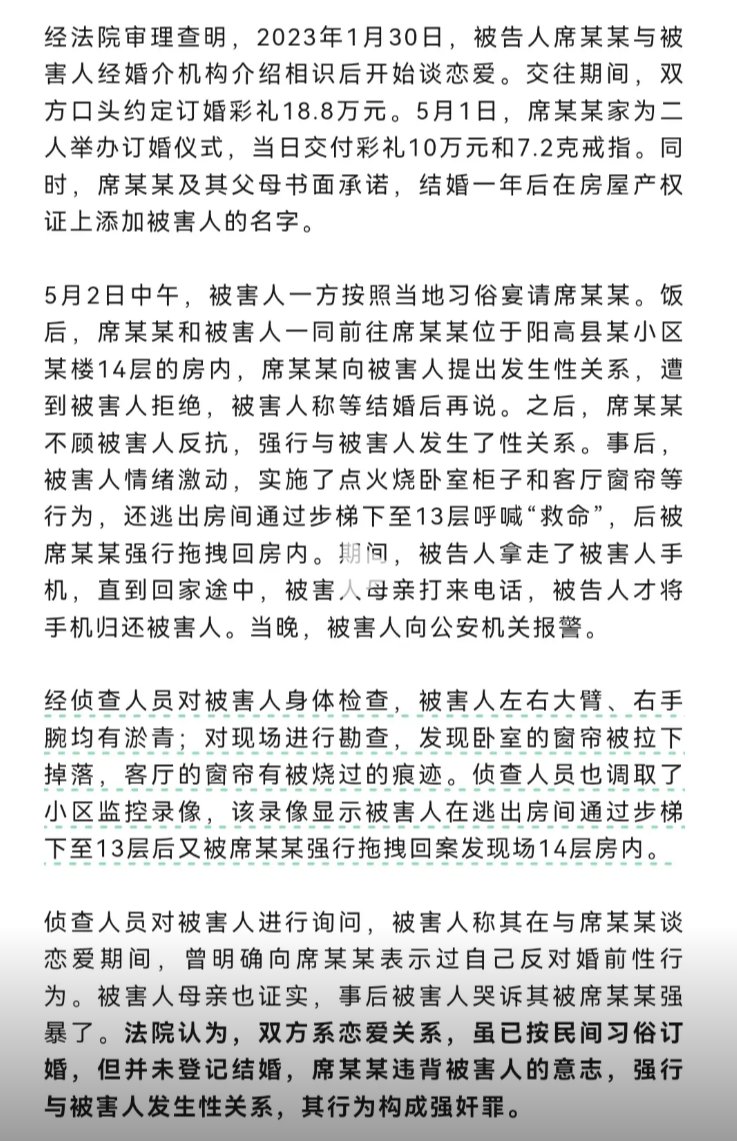 经法院审理查明，2023年1月30日，被告人席某某与被
害人经婚介机构介绍相识后开始谈恋爱。交往期间，双
方口头约定订婚彩礼18.8万元。5月1日，席某某家为二
人举办订婚仪式，当日交付彩礼10万元和7.2克戒指。同
时，席某某及其父母书面承诺，结婚一年后在房屋产权
证上添加被害人的名字。
5月2日中午，被害人一方按照当地习俗宴请席某某。饭
后，席某某和被害人一同前往席某某位于阳高县某小区
某楼14层的房内，席某某向被害人提出发生性关系，遭
到被害人拒绝，被害人称等结婚后再说。之后，席某某
不顾被害人反抗，强行与被害人发生了性关系。事后，
被害人情绪激动，实施了点火烧卧室柜子和客厅窗帘等
行为，还逃出房间通过步梯下至13层呼喊“救命”，后被
席某某强行拖拽回房内。期间，被告人拿走了被害人手
机，直到回家途中，被害人母亲打来电话，被告人才将
手机归还被害人。当晚，被害人向公安机关报警。
经侦查人员对被害人身体检查，被害人左右大臂、右手
腕均有淤青；对现场进行勘查，发现卧室的窗帘被拉下
掉落，客厅的窗帘有被烧过的痕迹。侦查人员也调取了
小区监控录像，该录像显示被害人在逃出房间通过步梯
下至13层后又被席某某强行拖拽回案发现场14层房内。
侦查人员对被害人进行询问，被害人称其在与席某某谈
恋爱期间，曾明确向席某某表示过自己反对婚前性行
为。被害人母亲也证实，事后被害人哭诉其被席某某强
暴了。法院认为，双方系恋爱关系，虽已按民间习俗订
婚，但并未登记结婚，席某某违背被害人的意志，强行
与被害人发生性关系，其行为构成强奸罪。